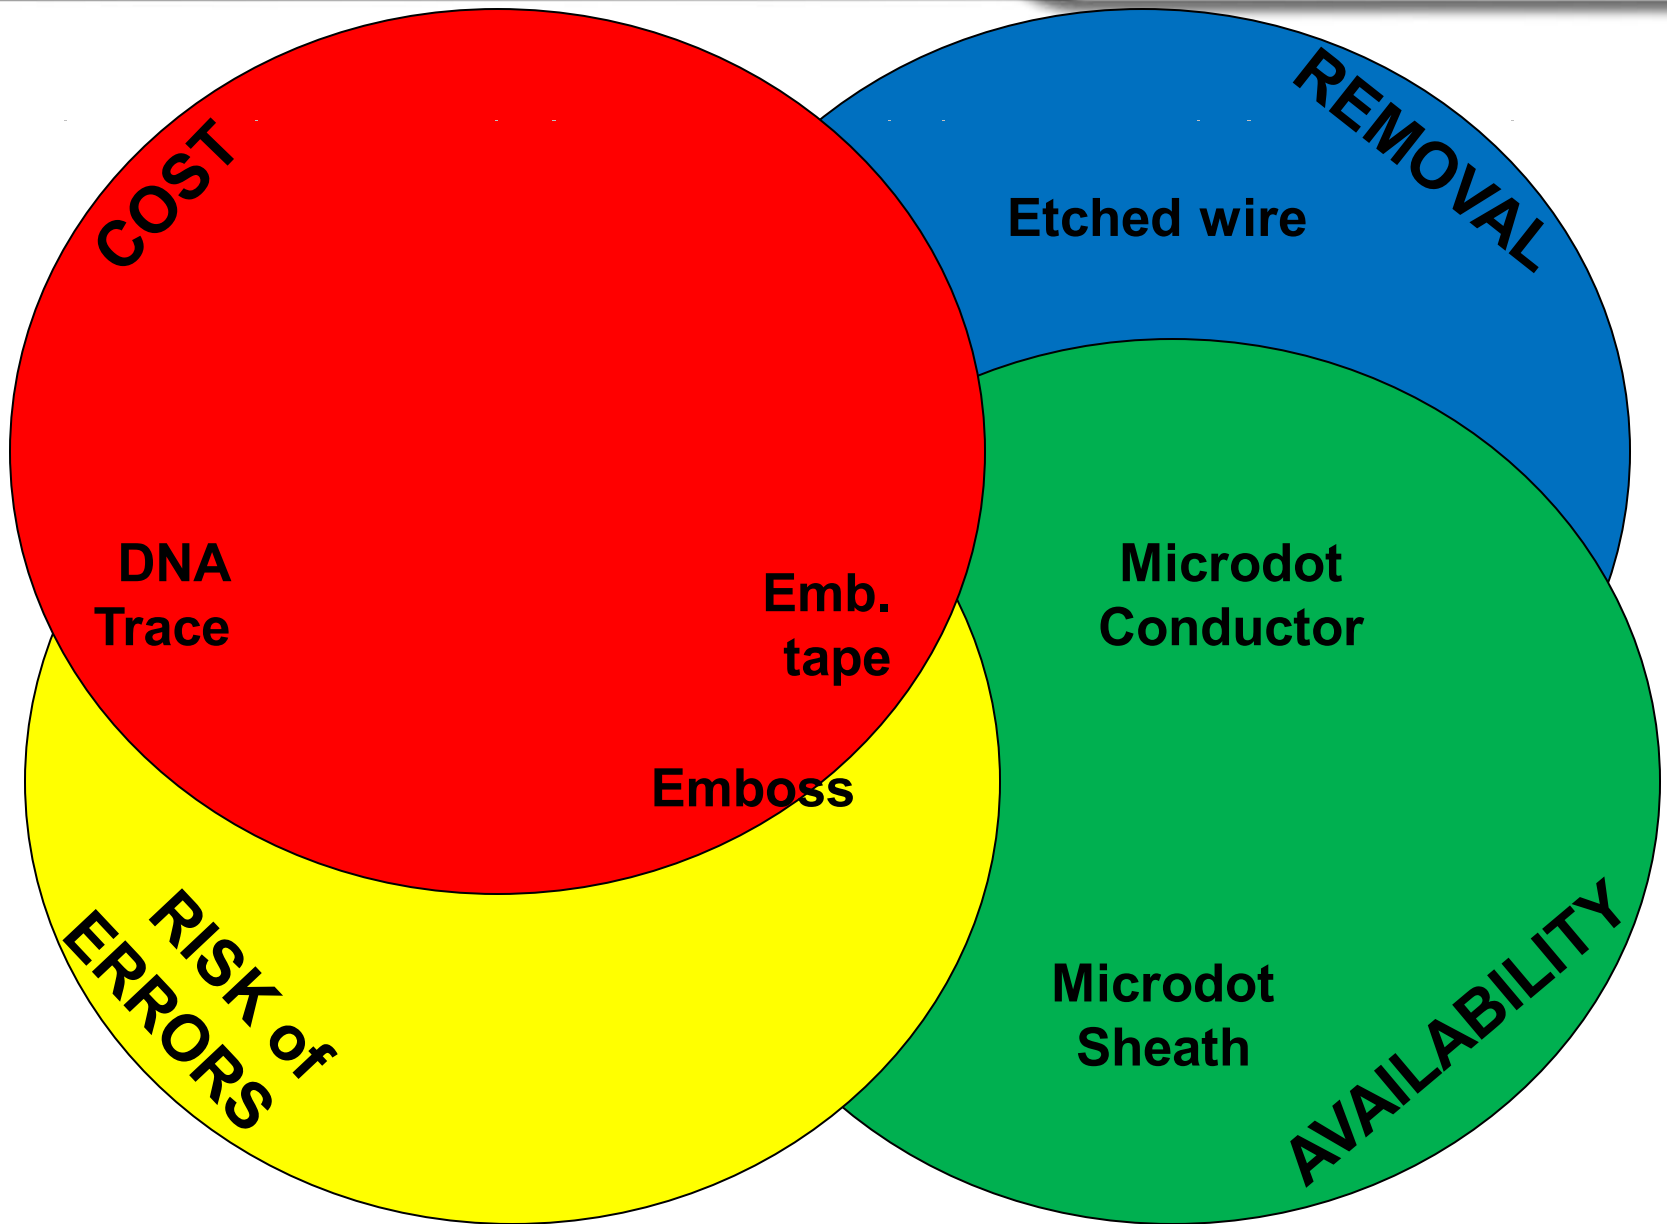 COST
REMOVAL
Etched wire
DNA
Trace
Emb.
tape
Microdot
Conductor
Emboss
RISK of
ERRORS
Microdot
Sheath
AVAILABILITY